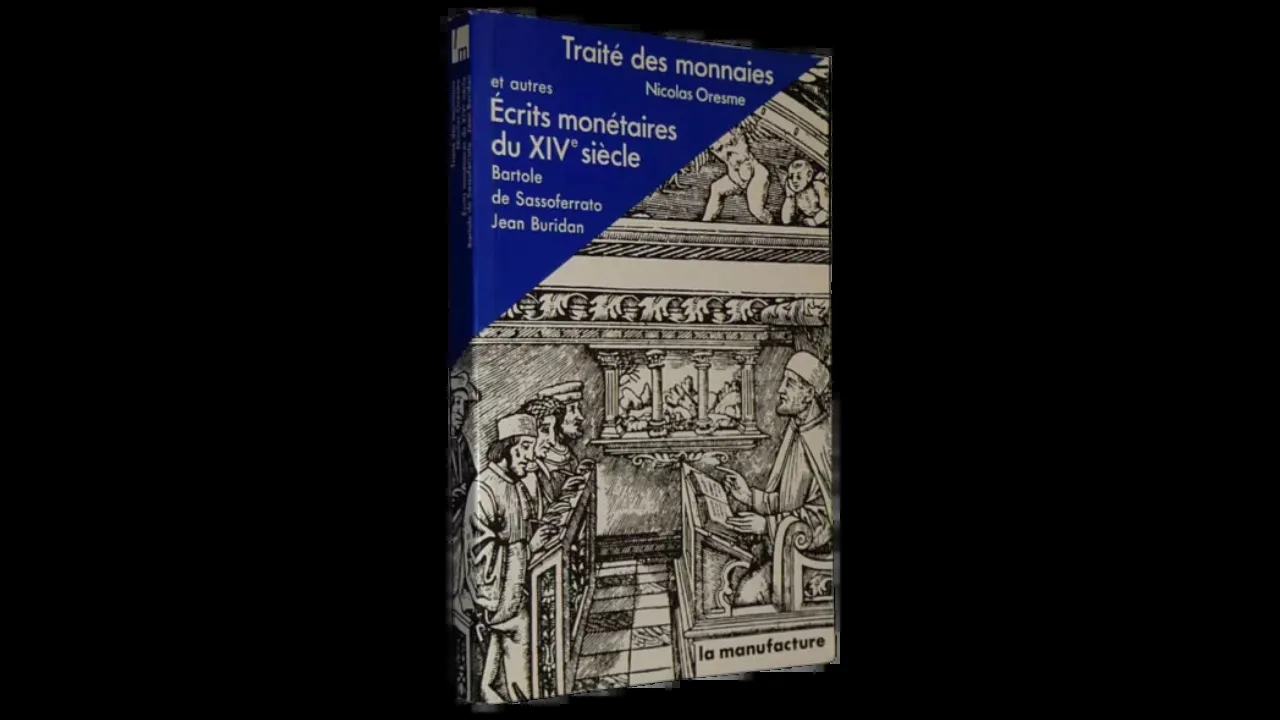 Traité des monnaies
Nicolas Oresme
et autres
Écrits monétaires
du XIVe siècle
Bartole
de Sassoferrato
Jean Buridan
la manufacture
lm